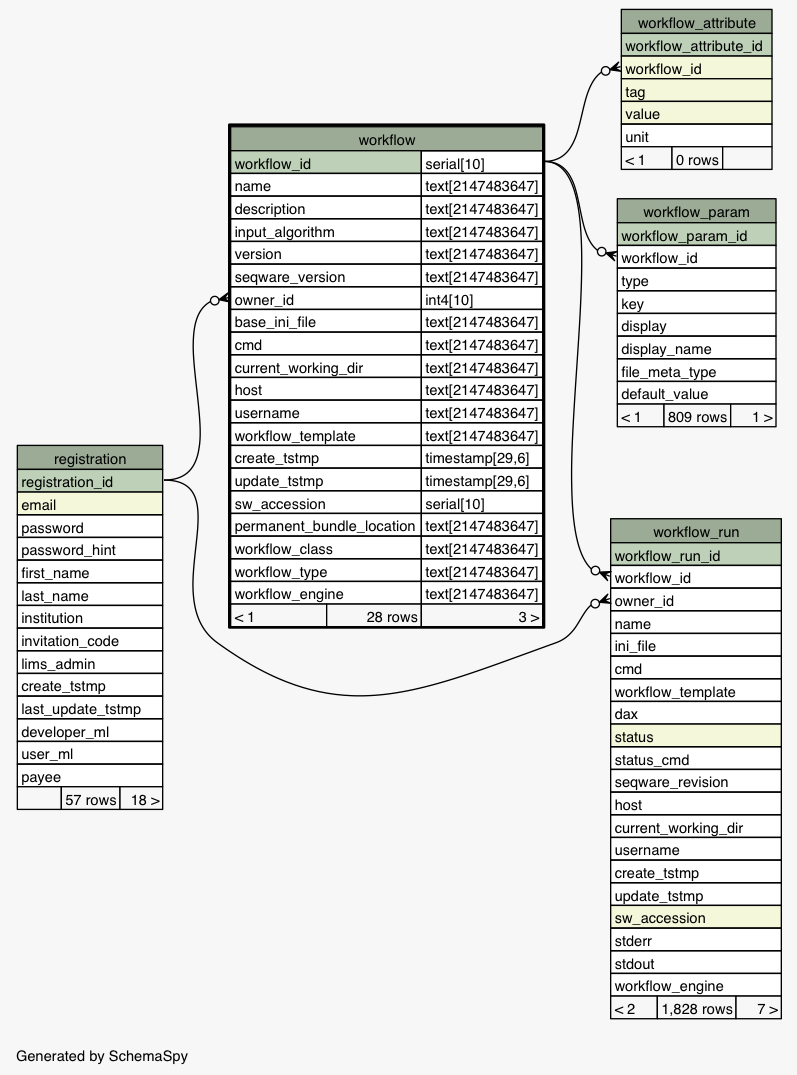 workflow_attribute
workflow_attribute_id
workflow_id
tag
value
unit
< 1 0 rows
workflow
workflow_id serial[10]
name text[2147483647]
description text[2147483647]
input_algorithm text[2147483647]
version text[2147483647]
seqware_version text[2147483647]
owner_id int4[10]
base_ini_file text[2147483647]
cmd text[2147483647]
current_working_dir text[2147483647]
host text[2147483647]
username text[2147483647]
workflow_template text[2147483647]
create_tstmp timestamp[29,6]
update_tstmp timestamp[29,6]
sw_accession serial[10]
permanent_bundle_location text[2147483647]
workflow_class text[2147483647]
workflow_type text[2147483647]
workflow_engine text[2147483647]
< 1 28 rows 3 >
workflow_param
workflow_param_id
workflow_id
type
key
display
display_name
file_meta_type
default_value
< 1 809 rows 1 >
registration
registration_id
email
password
password_hint
first_name
last_name
institution
invitation_code
lims_admin
create_tstmp
last_update_tstmp
developer_ml
user_ml
payee
57 rows 18 >
workflow_run
workflow_run_id
workflow_id
owner_id
name
ini_file
cmd
workflow_template
dax
status
status_cmd
seqware_revision
host
current_working_dir
username
create_tstmp
update_tstmp
sw_accession
stderr
stdout
workflow_engine
< 2 1,828 rows 7 >
Generated by SchemaSpy